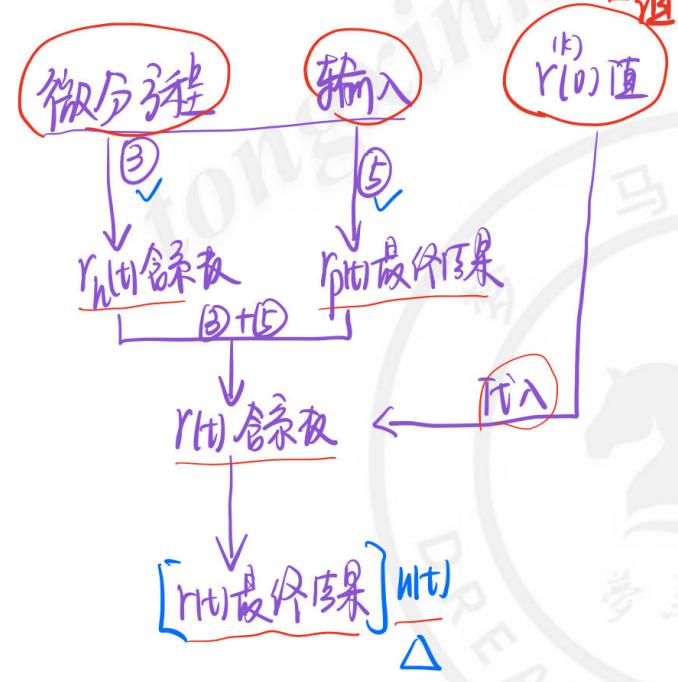 微分方程 输入 r⁽ᵏ⁾(0)值
③ ⑤
rₕ(t)含系数 rₚ(t)最终结果
③+⑤
r(t)含系数 代入
[r(t)最终结果]u(t)